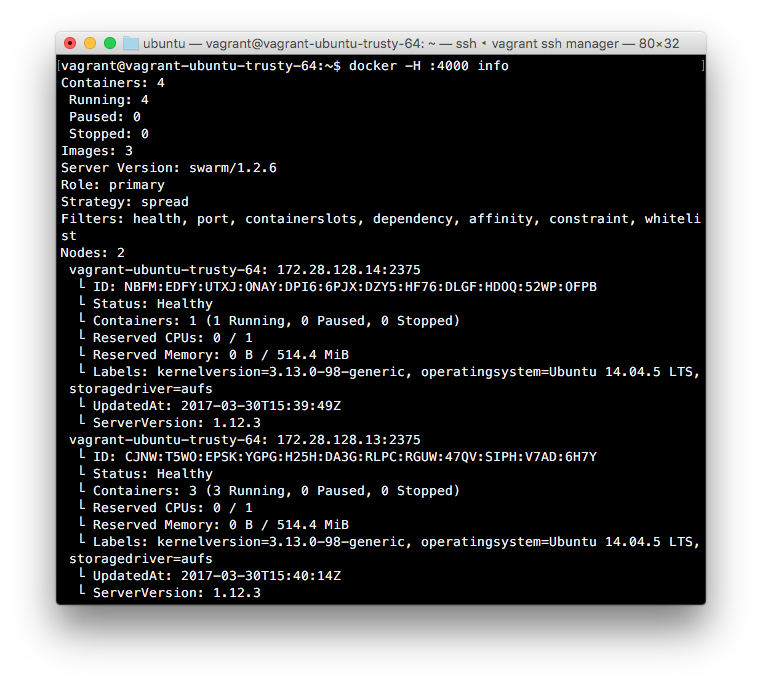 ubuntu — vagrant@vagrant-ubuntu-trusty-64: ~ — ssh ‹ vagrant ssh manager — 80×32
[vagrant@vagrant-ubuntu-trusty-64:~$ docker -H :4000 info ]
Containers: 4
 Running: 4
 Paused: 0
 Stopped: 0
Images: 3
Server Version: swarm/1.2.6
Role: primary
Strategy: spread
Filters: health, port, containerslots, dependency, affinity, constraint, whiteli
st
Nodes: 2
 vagrant-ubuntu-trusty-64: 172.28.128.14:2375
  └ ID: NBFM:EDFY:UTXJ:ONAY:DPI6:6PJX:DZY5:HF76:DLGF:HDOQ:52WP:OFPB
  └ Status: Healthy
  └ Containers: 1 (1 Running, 0 Paused, 0 Stopped)
  └ Reserved CPUs: 0 / 1
  └ Reserved Memory: 0 B / 514.4 MiB
  └ Labels: kernelversion=3.13.0-98-generic, operatingsystem=Ubuntu 14.04.5 LTS,
 storagedriver=aufs
  └ UpdatedAt: 2017-03-30T15:39:49Z
  └ ServerVersion: 1.12.3
 vagrant-ubuntu-trusty-64: 172.28.128.13:2375
  └ ID: CJNW:T5WO:EPSK:YGPG:H25H:DA3G:RLPC:RGUW:47QV:SIPH:V7AD:6H7Y
  └ Status: Healthy
  └ Containers: 3 (3 Running, 0 Paused, 0 Stopped)
  └ Reserved CPUs: 0 / 1
  └ Reserved Memory: 0 B / 514.4 MiB
  └ Labels: kernelversion=3.13.0-98-generic, operatingsystem=Ubuntu 14.04.5 LTS,
 storagedriver=aufs
  └ UpdatedAt: 2017-03-30T15:40:14Z
  └ ServerVersion: 1.12.3